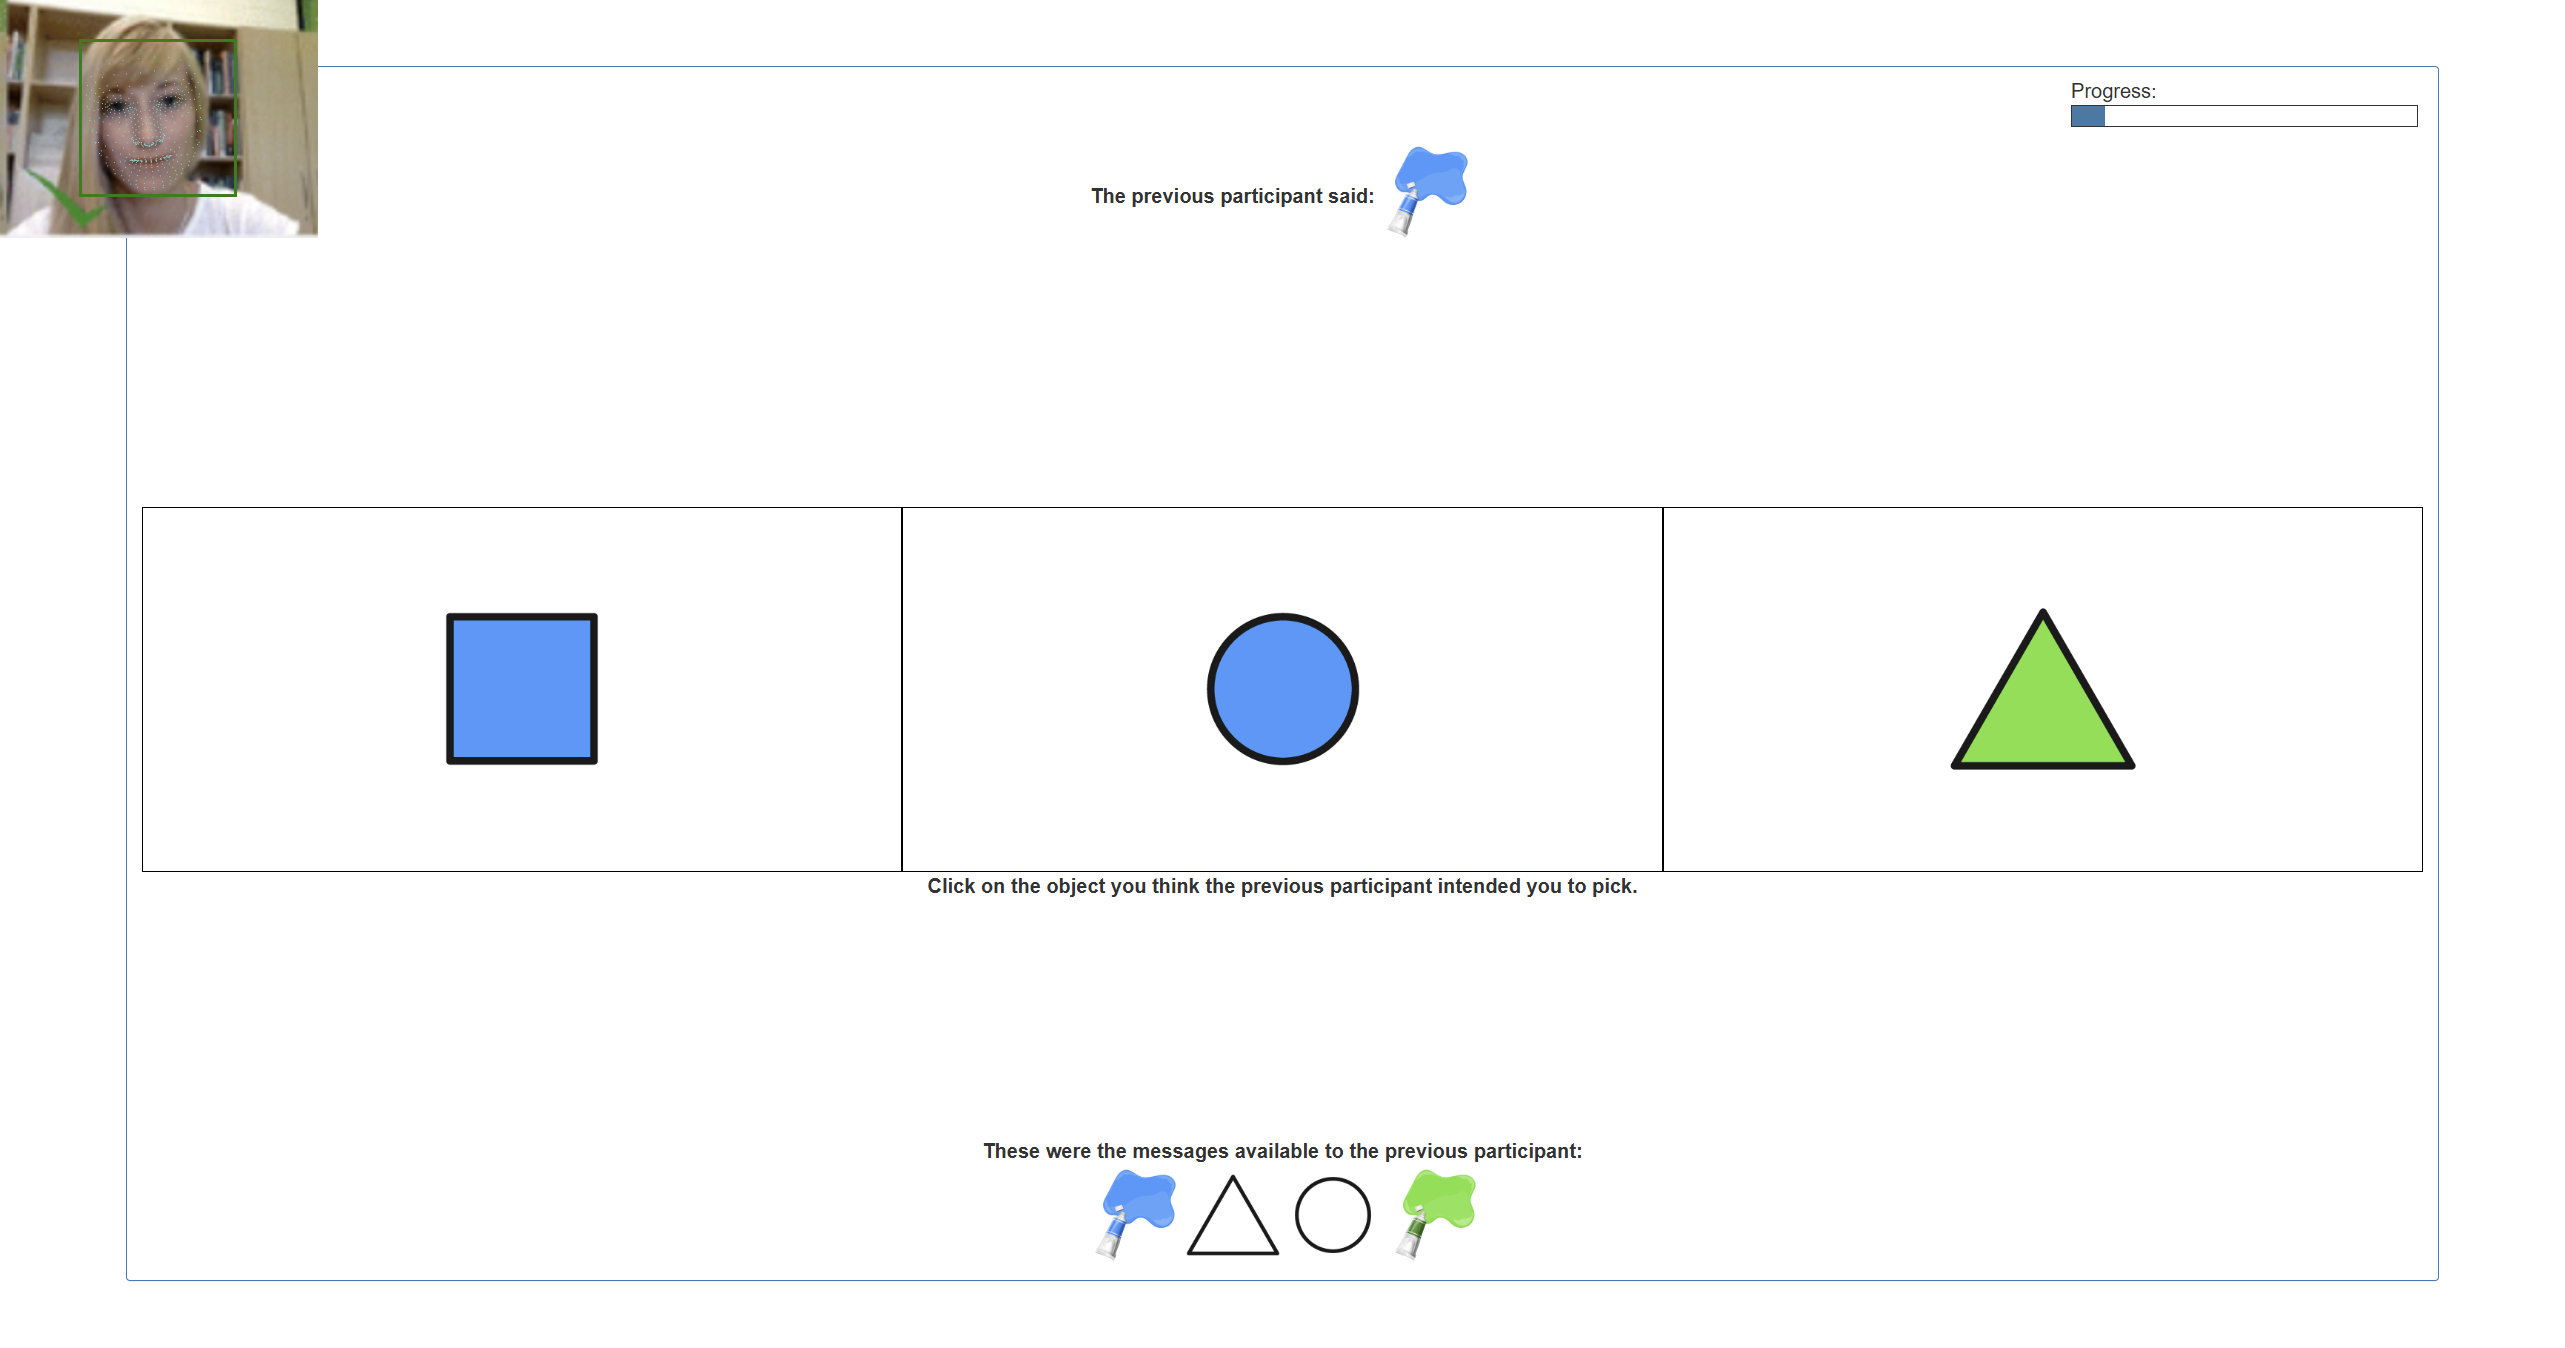 Progress:
The previous participant said:
Click on the object you think the previous participant intended you to pick.
These were the messages available to the previous participant: